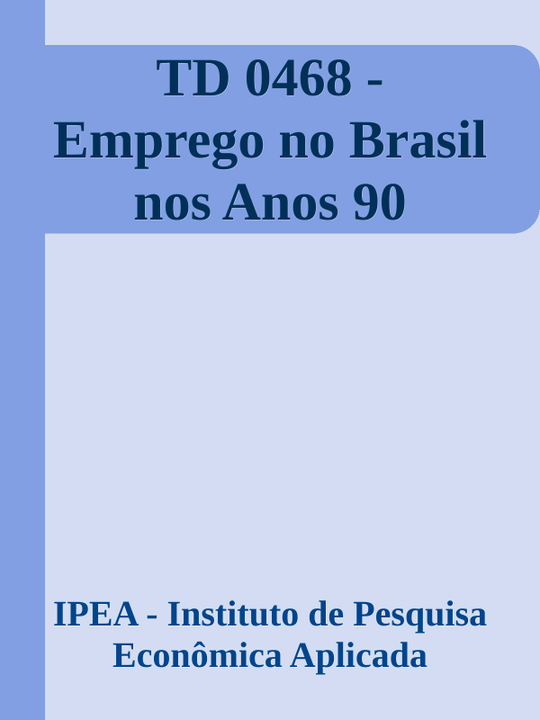 TD 0468 -
Emprego no Brasil
nos Anos 90
IPEA - Instituto de Pesquisa
Econômica Aplicada